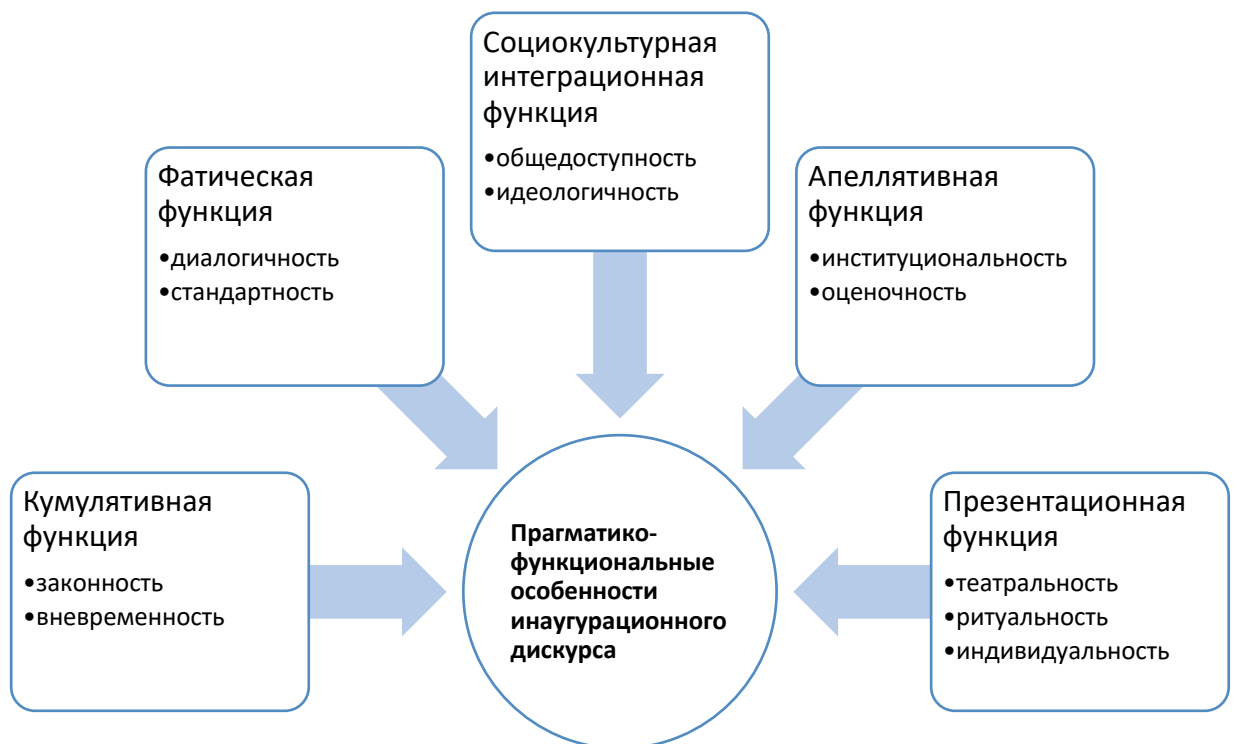 Социокультурная
интеграционная
функция
•общедоступность
•идеологичность
Фатическая
функция
•диалогичность
•стандартность
Апеллятивная
функция
•институциональность
•оценочность
Кумулятивная
функция
•законность
•вневременность
Прагматико-
функциональные
особенности
инаугурационного
дискурса
Презентационная
функция
•театральность
•ритуальность
•индивидуальность